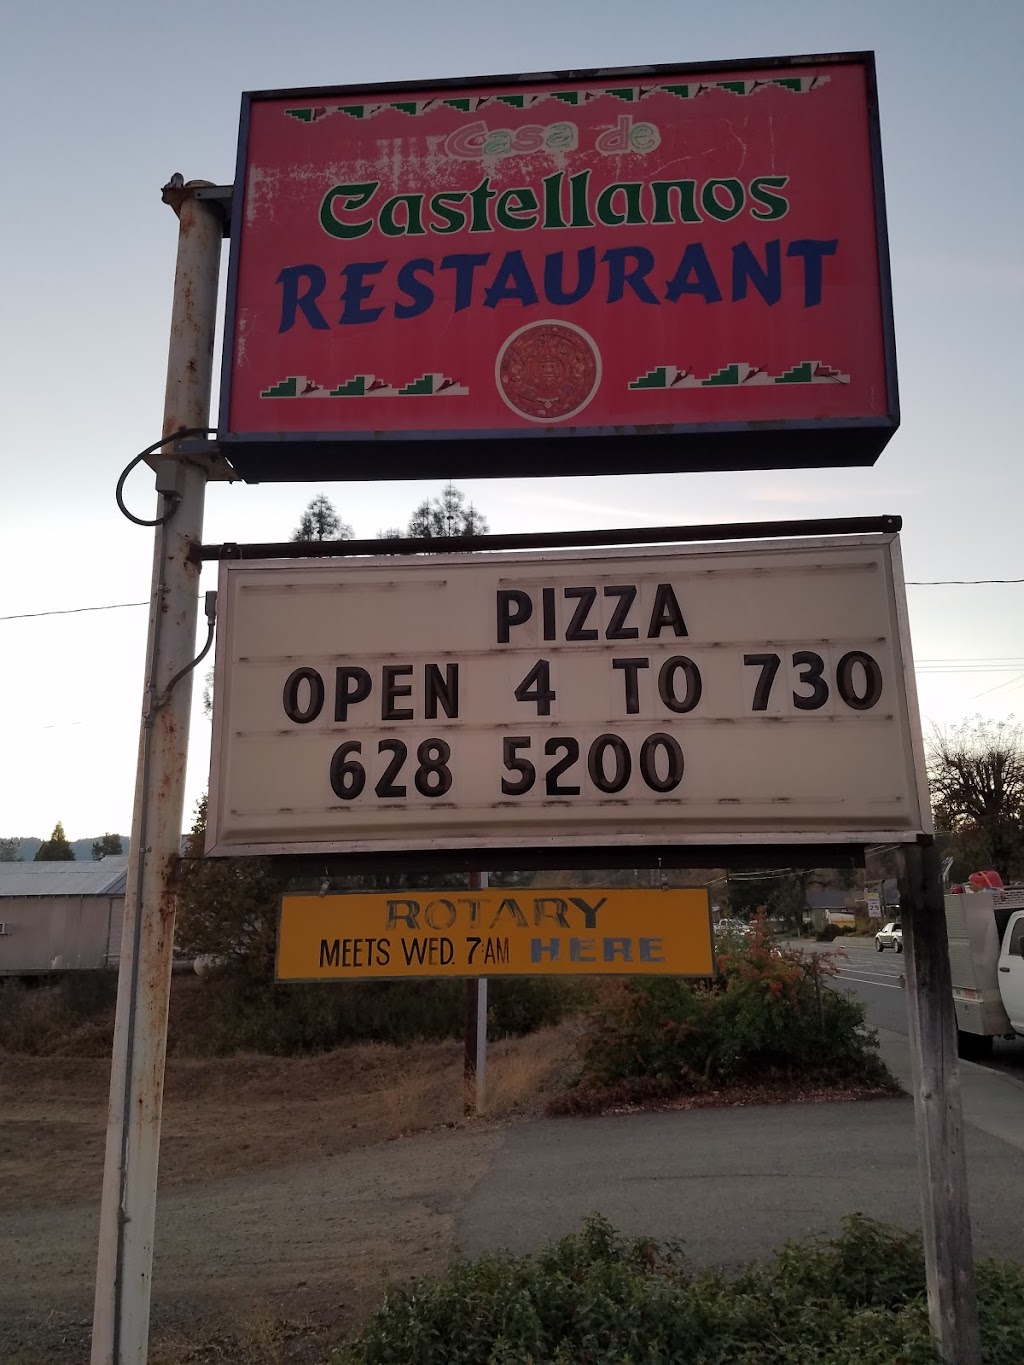 Casa de
Castellanos
RESTAURANT
PIZZA
OPEN 4 TO 730
628 5200
ROTARY
MEETS WED. 7AM HERE